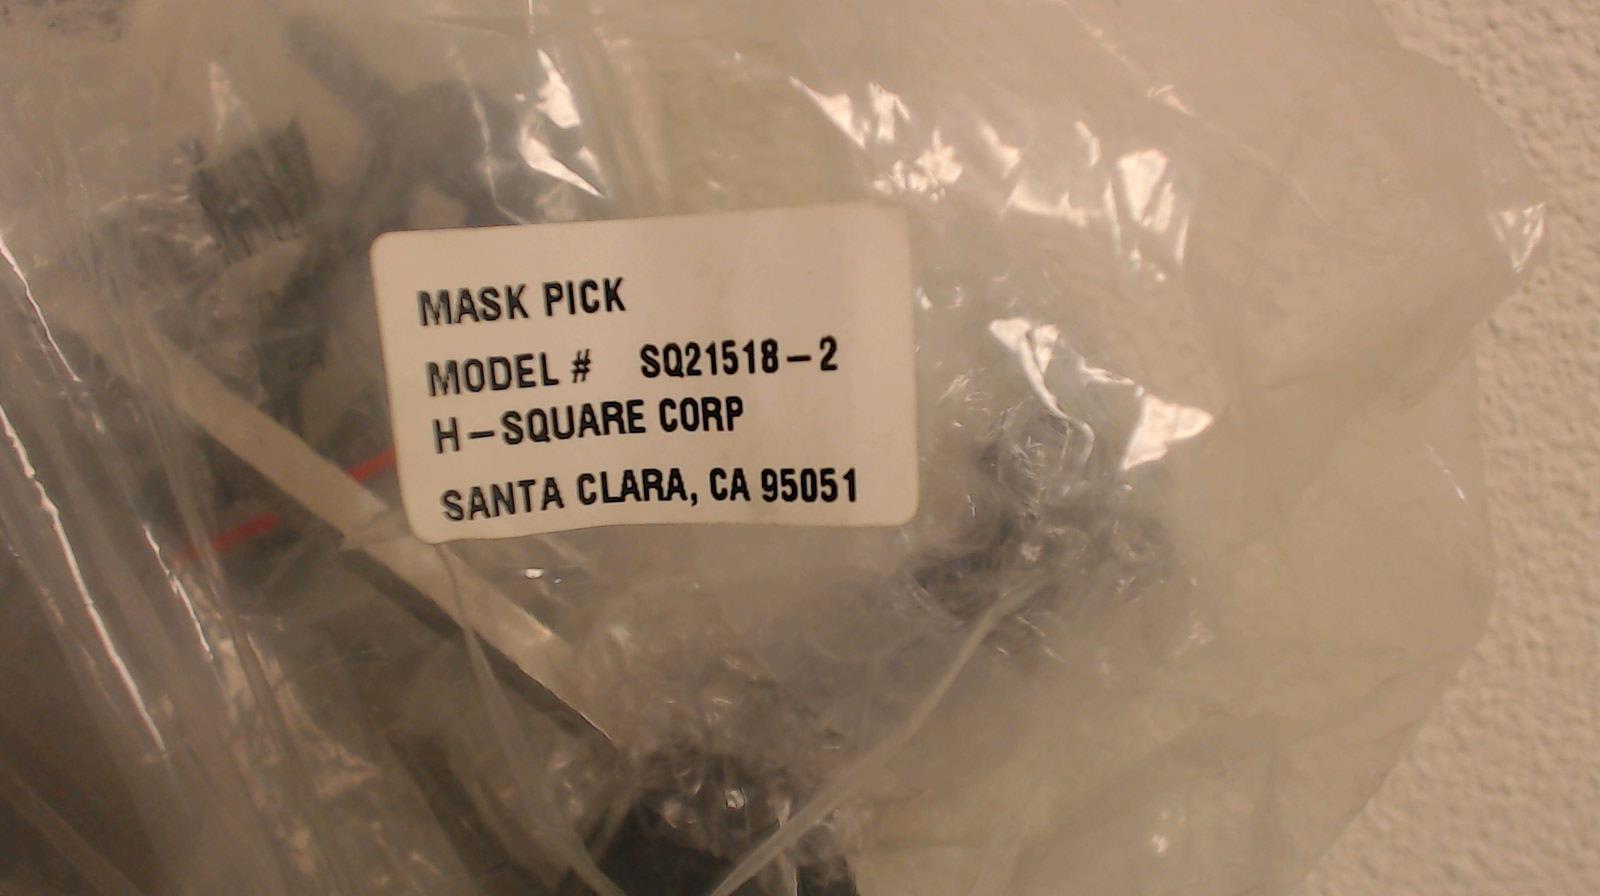 MASK PICK
MODEL # SQ21518-2
H-SQUARE CORP
SANTA CLARA, CA 95051